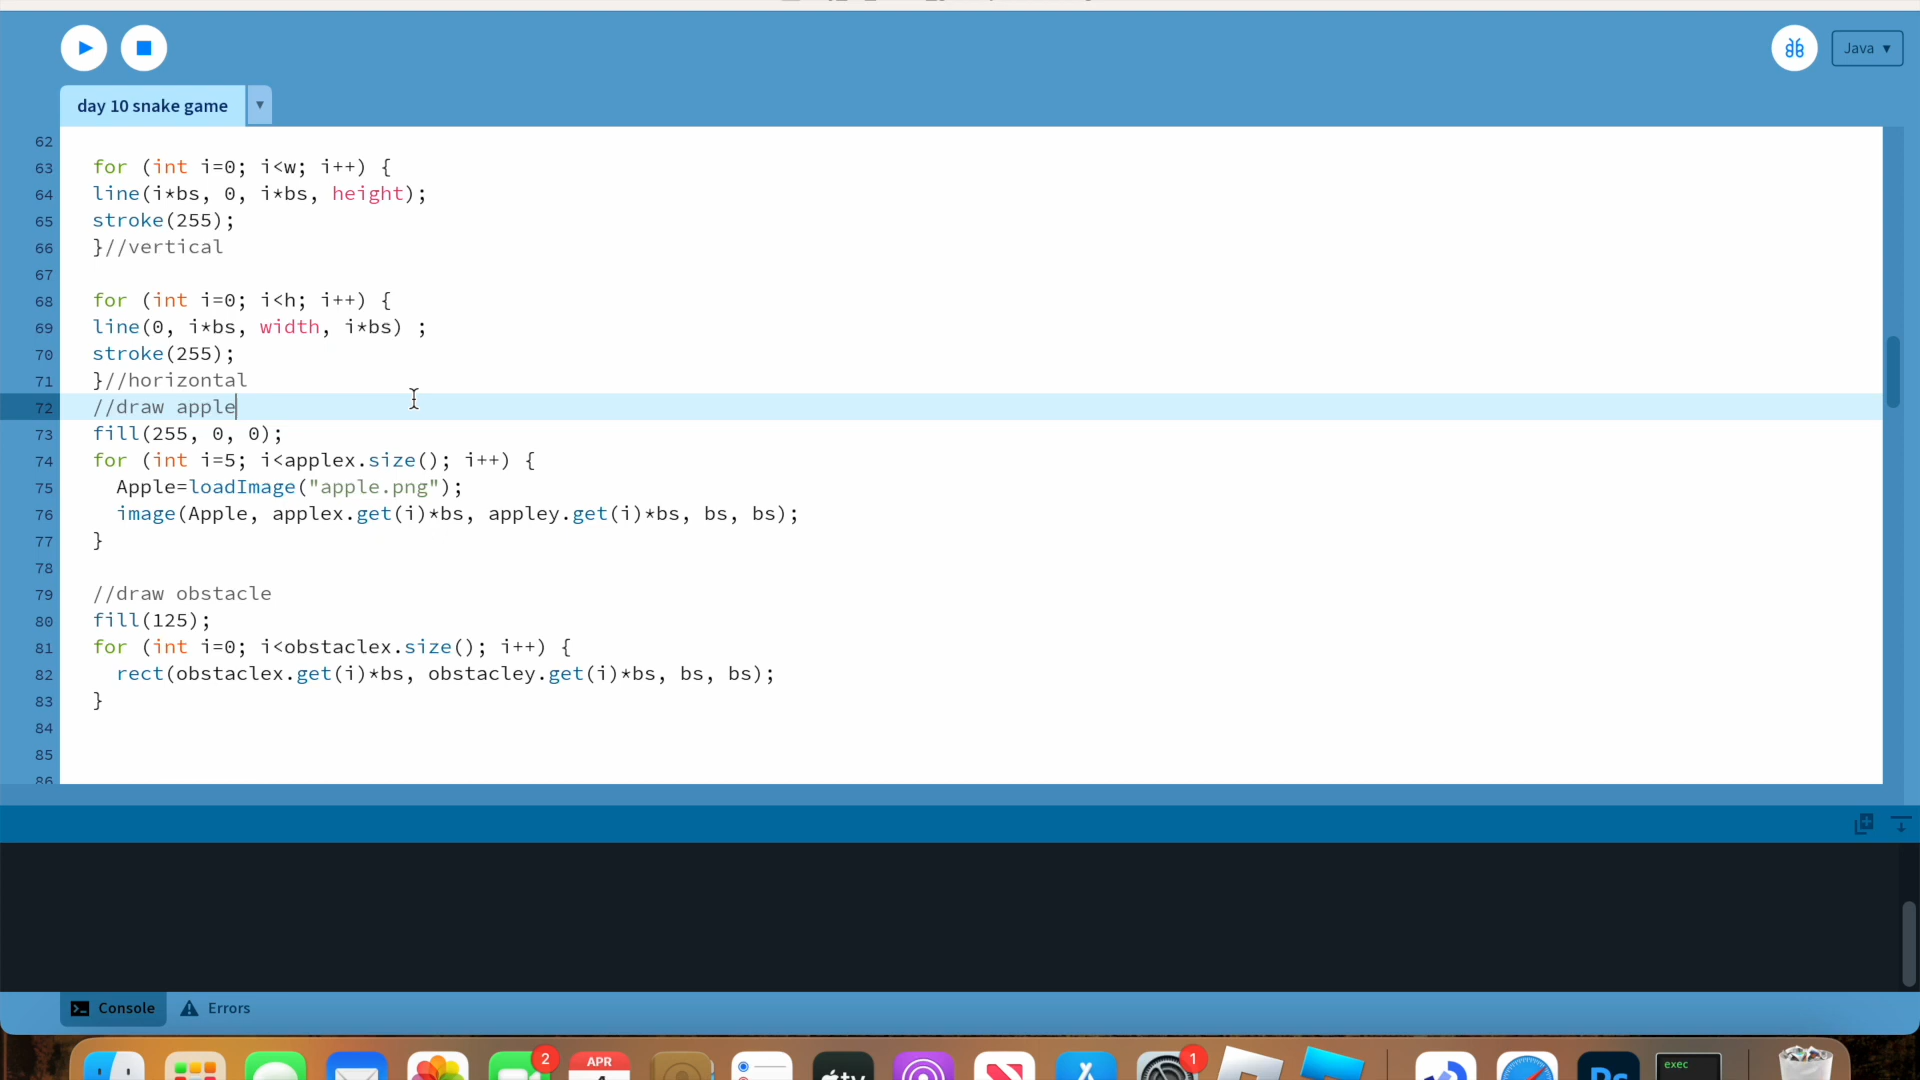 Java ▾
day 10 snake game ▾
62
63 for (int i=0; i<w; i++) {
64 line(i*bs, 0, i*bs, height);
65 stroke(255);
66 }//vertical
67
68 for (int i=0; i<h; i++) {
69 line(0, i*bs, width, i*bs) ;
70 stroke(255);
71 }//horizontal
72 //draw apple
73 fill(255, 0, 0);
74 for (int i=5; i<applex.size(); i++) {
75 Apple=loadImage("apple.png");
76 image(Apple, applex.get(i)*bs, appley.get(i)*bs, bs, bs);
77 }
78
79 //draw obstacle
80 fill(125);
81 for (int i=0; i<obstaclex.size(); i++) {
82 rect(obstaclex.get(i)*bs, obstacley.get(i)*bs, bs, bs);
83 }
84
85
86
Console Errors
2 APR 1 exec
tv Ps